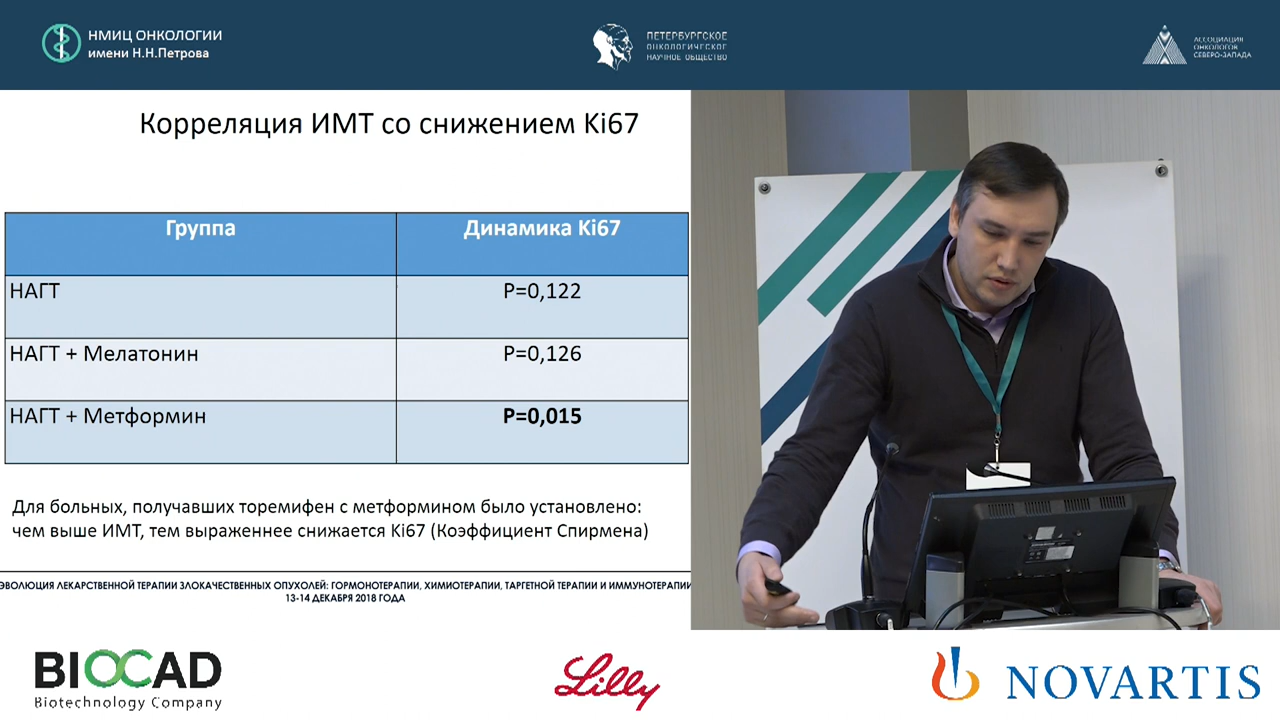 НМИЦ ОНКОЛОГИИ
имени Н.Н.Петрова
ПЕТЕРБУРГСКОЕ
ОНКОЛОГИЧЕСКОЕ
НАУЧНОЕ ОБЩЕСТВО
АССОЦИАЦИЯ
ОНКОЛОГОВ
СЕВЕРО-ЗАПАДА
Корреляция ИМТ со снижением Ki67
Группа Динамика Ki67
НАГТ P=0,122
НАГТ + Мелатонин P=0,126
НАГТ + Метформин P=0,015
Для больных, получавших торемифен с метформином было установлено:
чем выше ИМТ, тем выраженнее снижается Ki67 (Коэффициент Спирмена)
ЭВОЛЮЦИЯ ЛЕКАРСТВЕННОЙ ТЕРАПИИ ЗЛОКАЧЕСТВЕННЫХ ОПУХОЛЕЙ: ГОРМОНОТЕРАПИИ, ХИМИОТЕРАПИИ, ТАРГЕТНОЙ ТЕРАПИИ И ИММУНОТЕРАПИИ
13-14 ДЕКАБРЯ 2018 ГОДА
BIOCAD
Biotechnology Company
Lilly
NOVARTIS